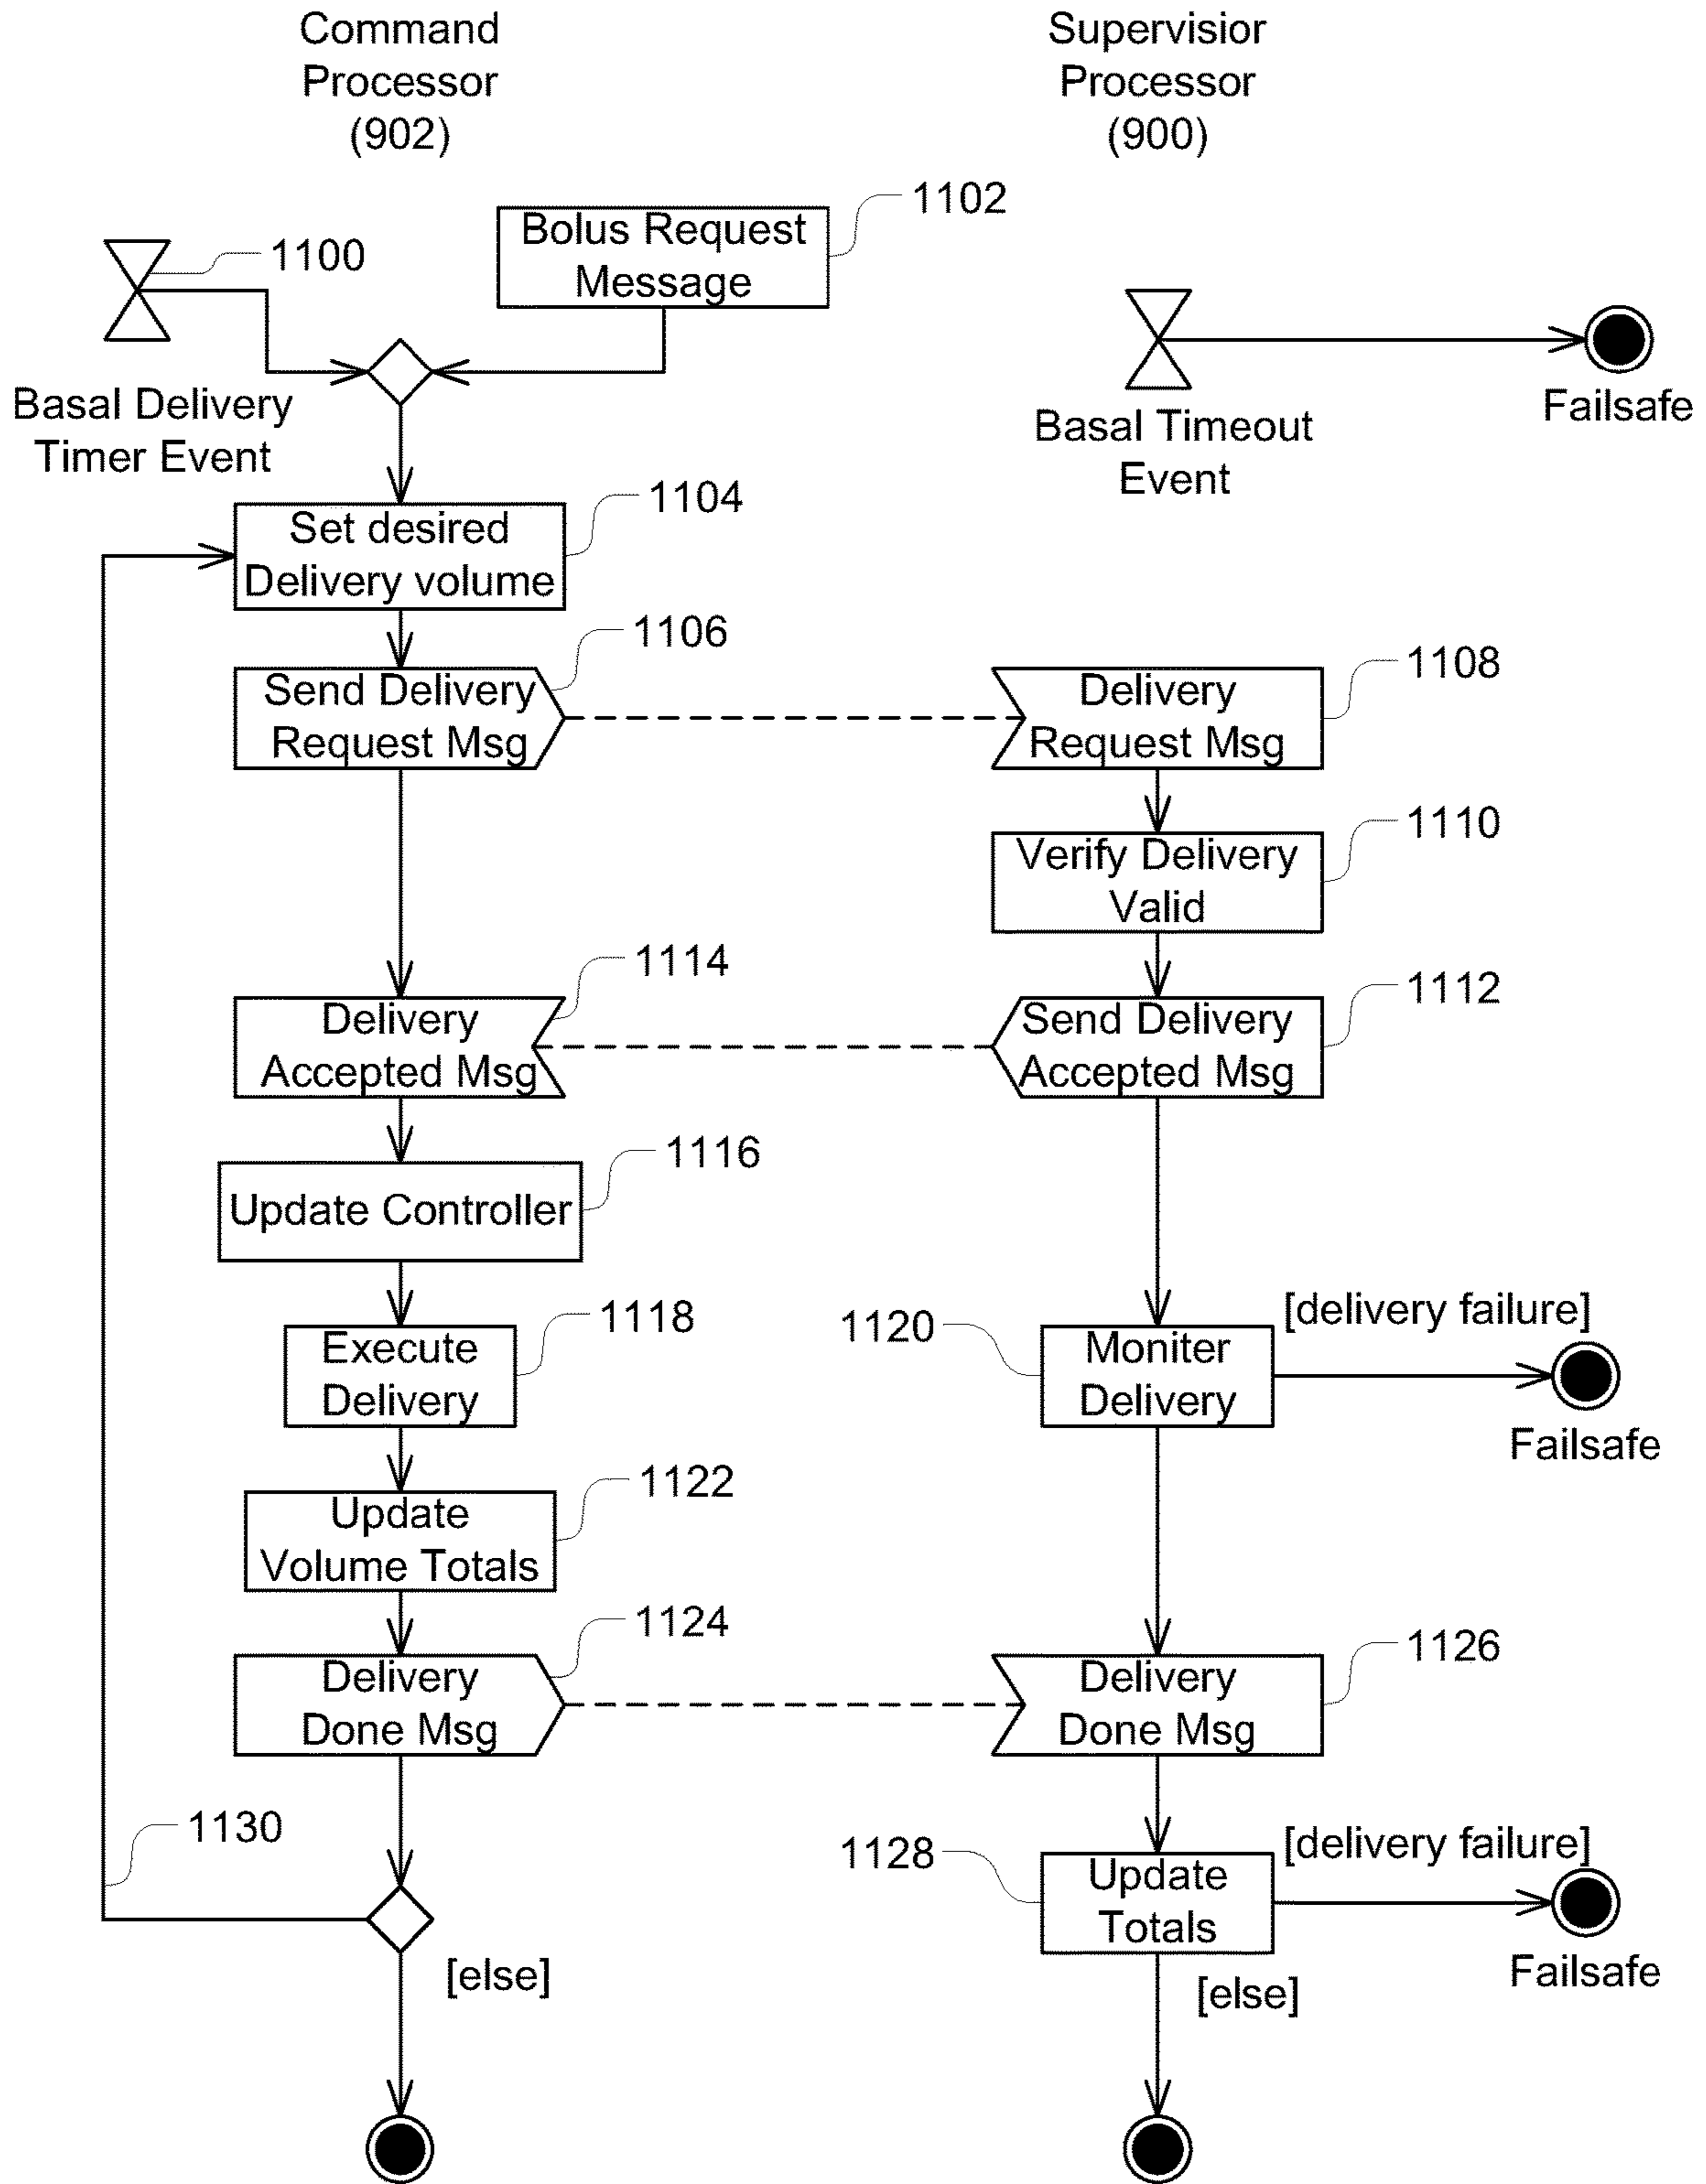 Command
Processor
(902)
Supervisior
Processor
(900)
1100
Basal Delivery
Timer Event
Bolus Request
Message
1102
Basal Timeout
Event
Failsafe
Set desired
Delivery volume
1104
Send Delivery
Request Msg
1106
Delivery
Request Msg
1108
Verify Delivery
Valid
1110
Delivery
Accepted Msg
1114
Send Delivery
Accepted Msg
1112
Update Controller
1116
Execute
Delivery
1118
1120
Moniter
Delivery
[delivery failure]
Failsafe
Update
Volume Totals
1122
Delivery
Done Msg
1124
Delivery
Done Msg
1126
1130
[else]
1128
Update
Totals
[delivery failure]
Failsafe
[else]